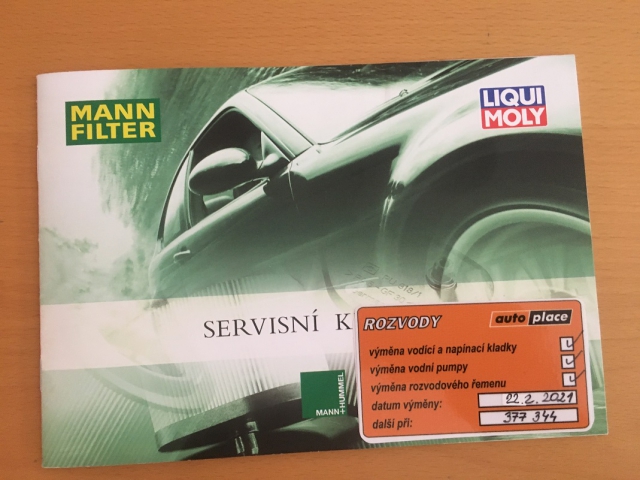 MANN
FILTER
LIQUI
MOLY
SERVISNÍ K
MANN
+HUMMEL
ROZVODY
auto place
výměna vodící a napínací kladky
výměna vodní pumpy
výměna rozvodového řemenu
datum výměny: 22.2.2021
další při: 377 344